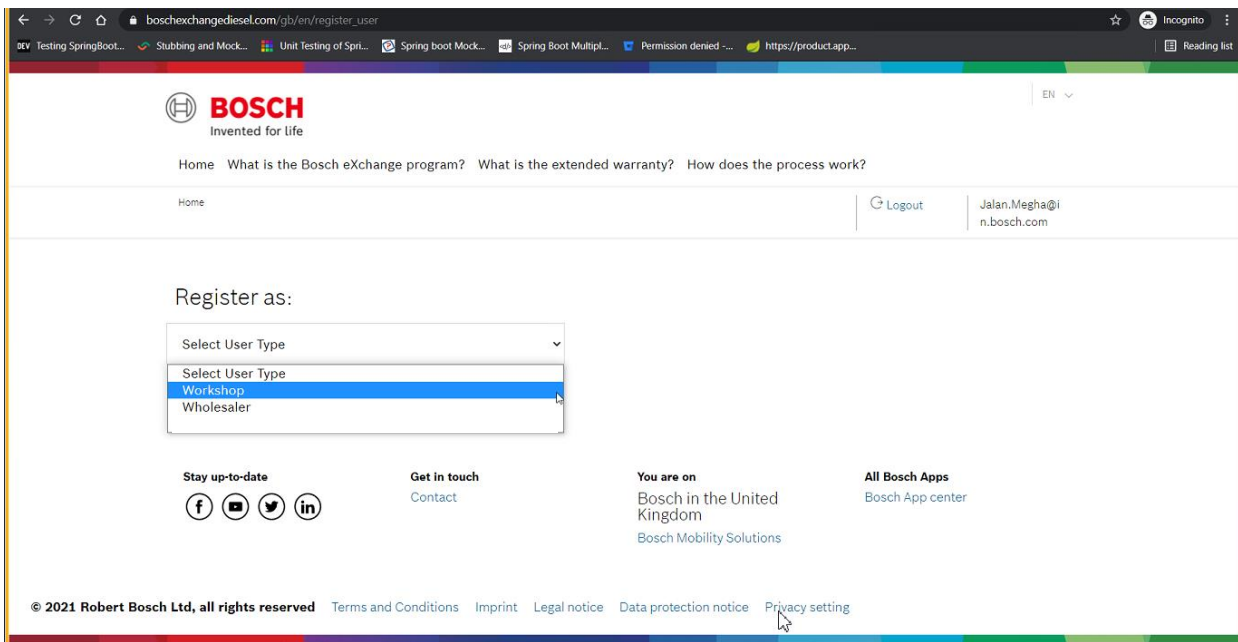 boschexchangediesel.com/gb/en/register_user
Incognito
DEV Testing SpringBoot... Stubbing and Mock... Unit Testing of Spri... Spring boot Mock... Spring Boot Multipl... Permission denied -... https://product.app... Reading list
EN
BOSCH
Invented for life
Home What is the Bosch eXchange program? What is the extended warranty? How does the process work?
Home
Logout
Jalan.Megha@i
n.bosch.com
Register as:
Select User Type
Select User Type
Workshop
Wholesaler
Stay up-to-date
Get in touch
Contact
You are on
Bosch in the United
Kingdom
Bosch Mobility Solutions
All Bosch Apps
Bosch App center
© 2021 Robert Bosch Ltd, all rights reserved Terms and Conditions Imprint Legal notice Data protection notice Privacy setting